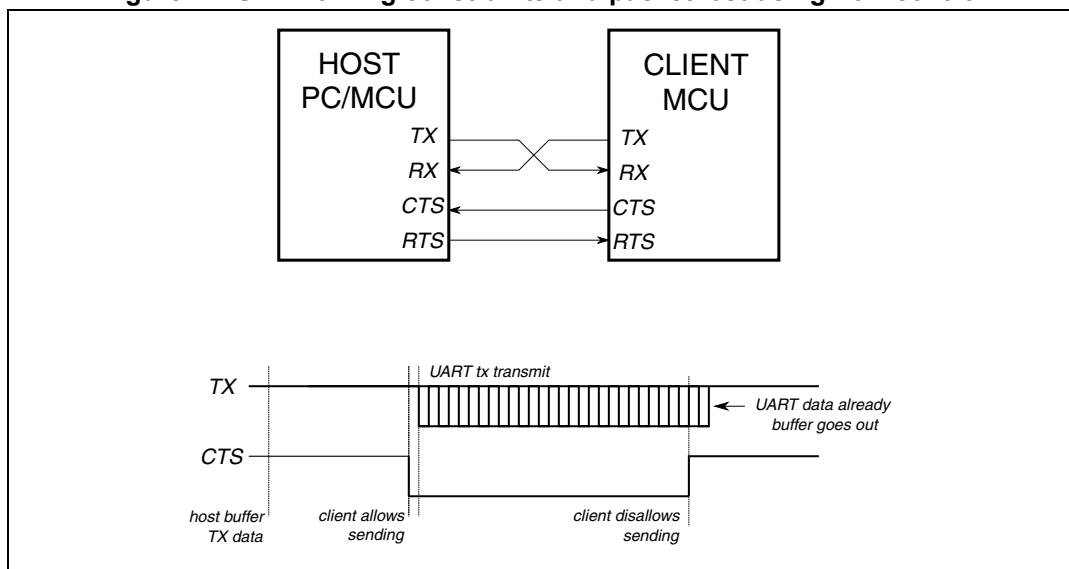 HOST
PC/MCU
CLIENT
MCU
TX
TX
RX
RX
CTS
CTS
RTS
RTS
UART tx transmit
TX
UART data already
buffer goes out
CTS
host buffer
TX data
client allows
sending
client disallows
sending